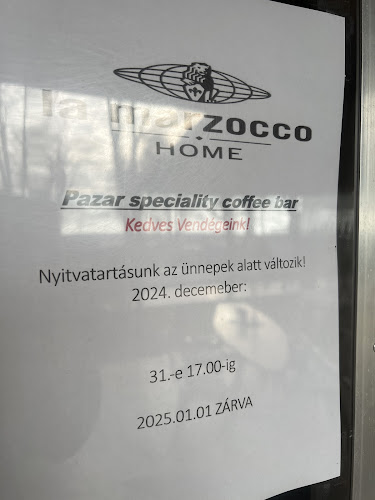 la marzocco
HOME
Pazar speciality coffee bar
Kedves Vendégeink!
Nyitvatartásunk az ünnepek alatt változik!
2024. decemeber:
31.-e 17.00-ig
2025.01.01 ZÁRVA